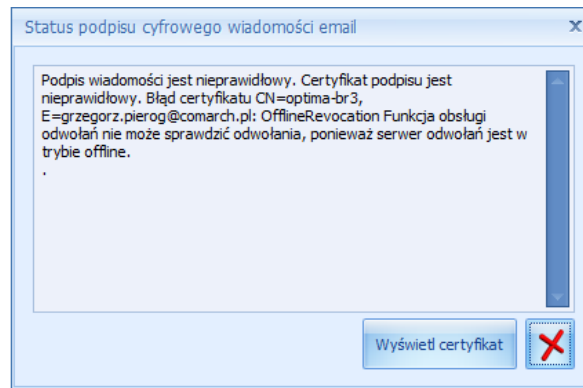 Status podpisu cyfrowego wiadomości email
Podpis wiadomości jest nieprawidłowy. Certyfikat podpisu jest
nieprawidłowy. Błąd certyfikatu CN=optima-br3,
E=grzegorz.pierog@comarch.pl: OfflineRevocation Funkcja obsługi
odwołań nie może sprawdzić odwołania, ponieważ serwer odwołań jest w
trybie offline.
.
Wyświetl certyfikat